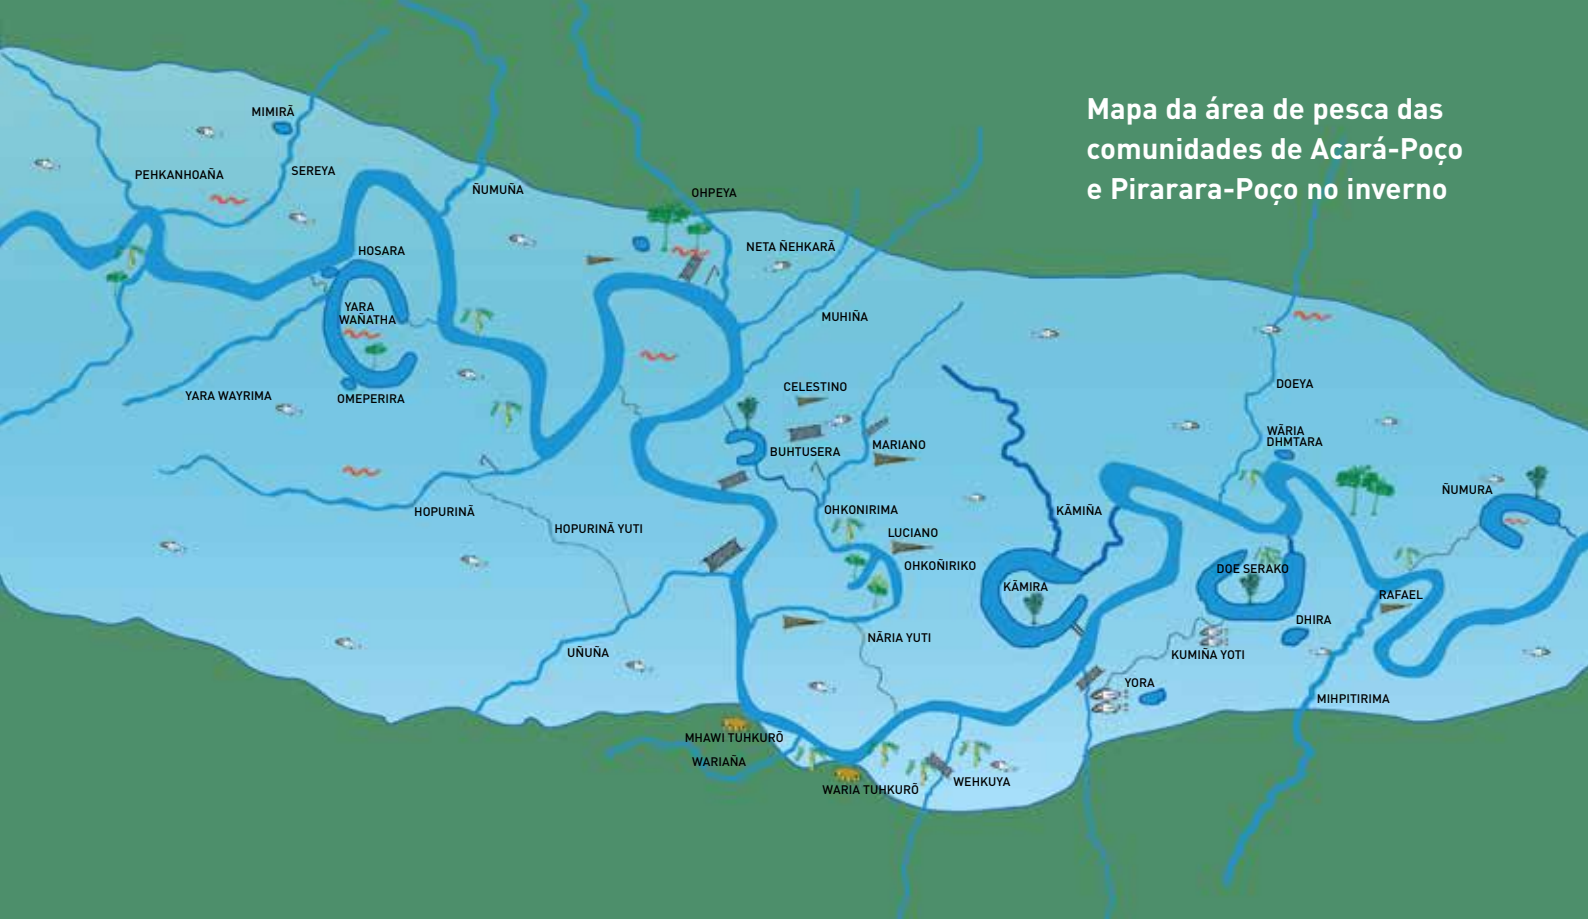 Mapa da área de pesca das
comunidades de Acará-Poço
e Pirarara-Poço no inverno
MIMIRÃ
PEHKANHOAÑA
SEREYA
ÑUMUÑA
OHPEYA
HOSARA
NETA ÑEHKARÃ
YARA
WAÑATHA
MUHIÑA
YARA WAYRIMA
OMEPERIRA
CELESTINO
DOEYA
BUHTUSERA
MARIANO
WÃRIA
DHMTARA
ÑUMURA
HOPURINÃ
HOPURINÃ YUTI
OHKONIRIMA
KÃMIÑA
LUCIANO
OHKOÑIRIKO
DOE SERAKO
KÃMIRA
RAFAEL
DHIRA
NÃRIA YUTI
UÑUÑA
KUMIÑA YOTI
YORA
MIHPITIRIMA
MHAWI TUHKURÕ
WARIAÑA
WEHKUYA
WARIA TUHKURÕ